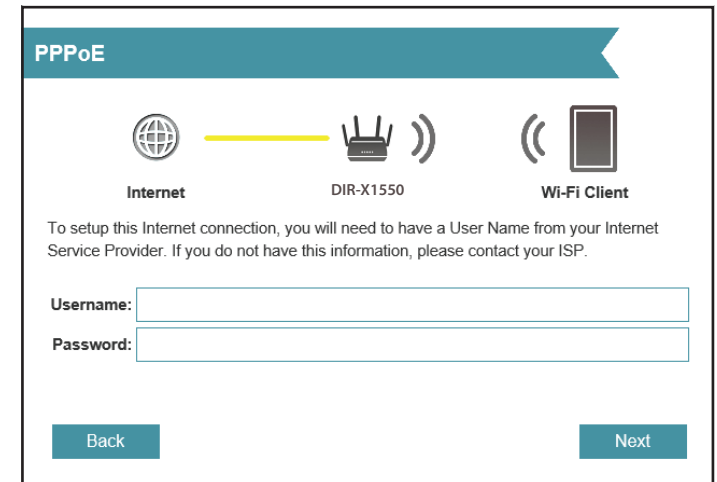 PPPoE
Internet
DIR-X1550
Wi-Fi Client
To setup this Internet connection, you will need to have a User Name from your Internet
Service Provider. If you do not have this information, please contact your ISP.
Username:
Password:
Back
Next